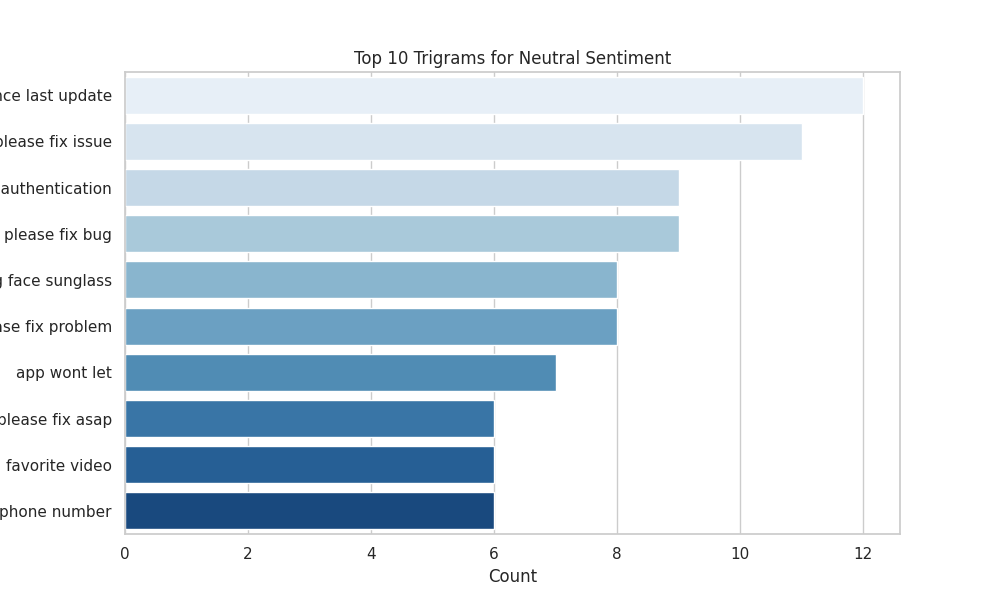 Top 10 Trigrams for Neutral Sentiment
last update
please fix issue
authentication
please fix bug
face sunglass
fix problem
app wont let
please fix asap
favorite video
phone number
0 2 4 6 8 10 12
Count